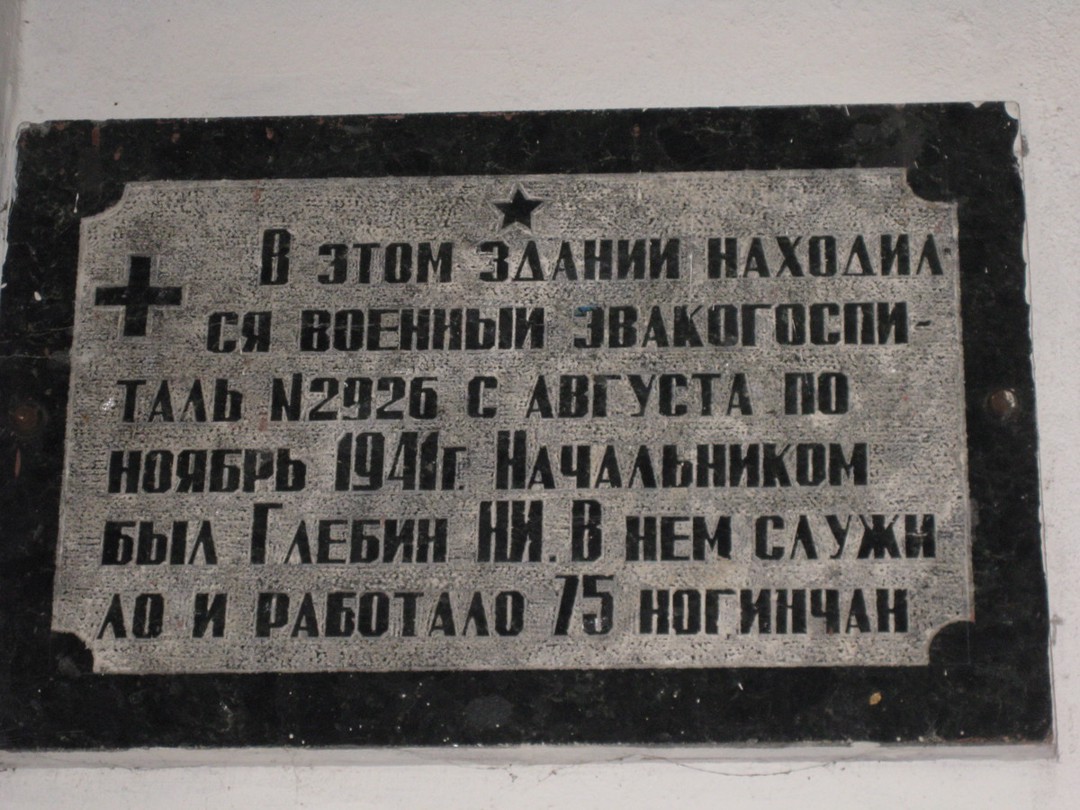 В этом здании находил-
ся военный эвакогоспи-
таль N2926 с августа по
ноябрь 1941г. Начальником
был Глебин НИ. В нем служи
ло и работало 75 ногинчан